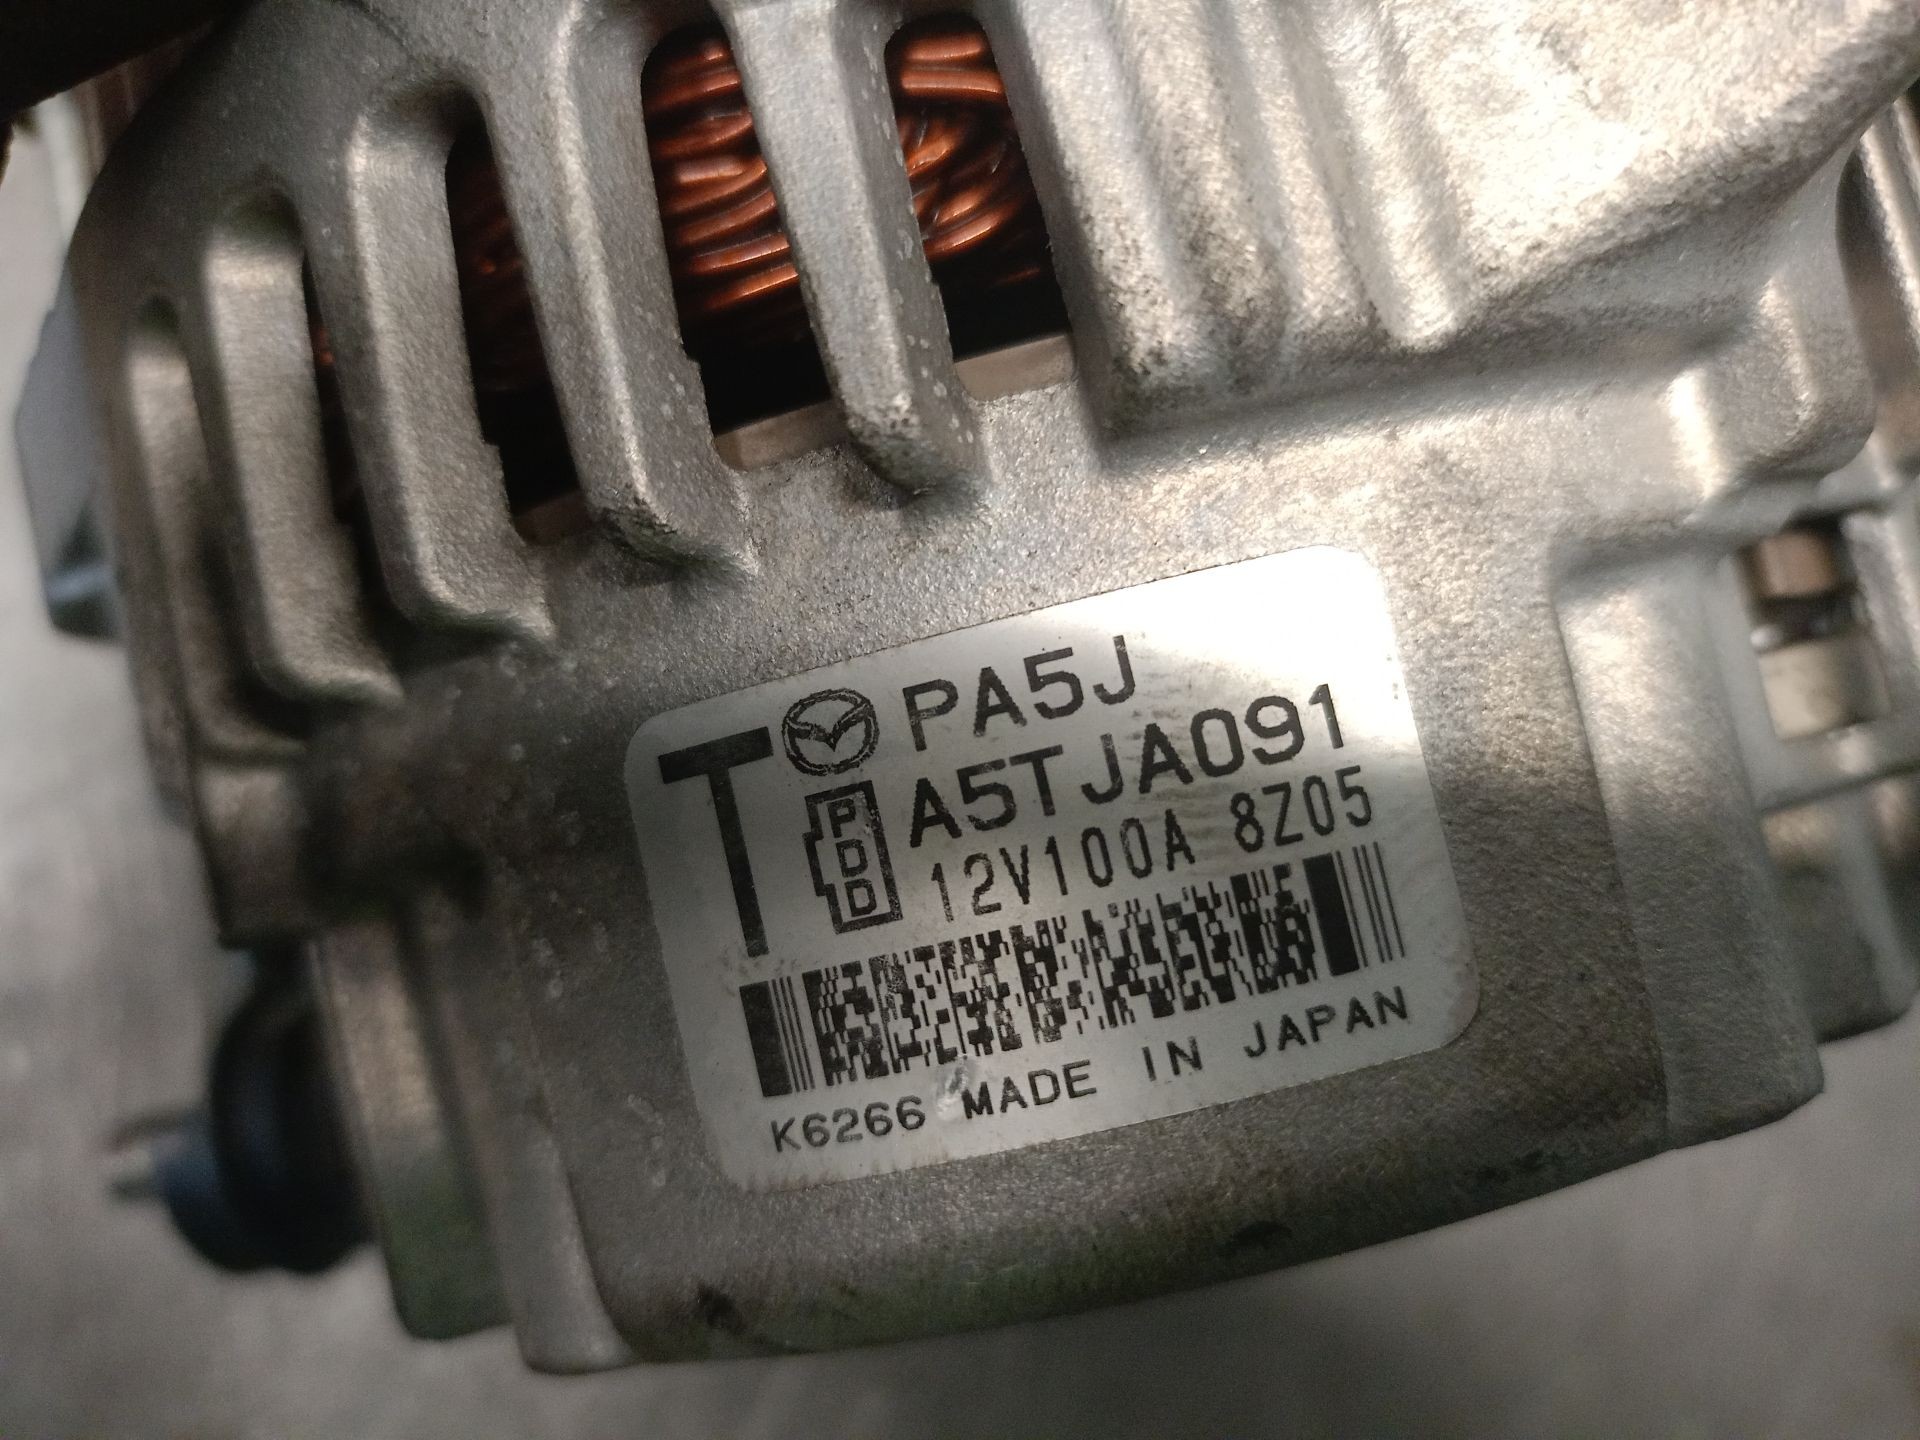 T
PA5J
PDD
A5TJA091
12V100A 8Z05
K6266 MADE IN JAPAN